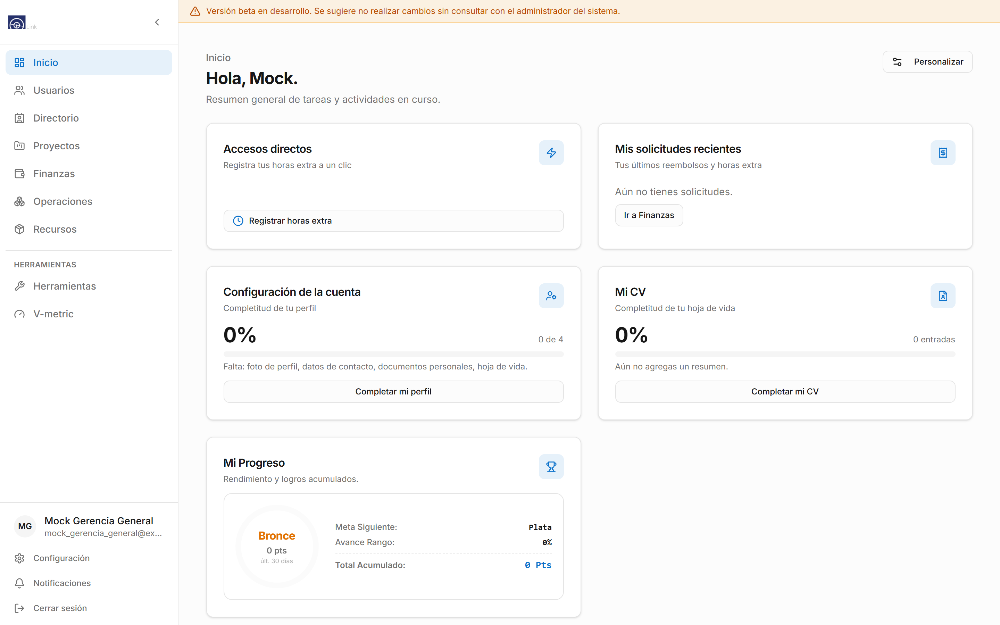 Link
Versión beta en desarrollo. Se sugiere no realizar cambios sin consultar con el administrador del sistema.
Inicio
Usuarios
Directorio
Proyectos
Finanzas
Operaciones
Recursos
HERRAMIENTAS
Herramientas
V-metric
MG
Mock Gerencia General
mock_gerencia_general@ex...
Configuración
Notificaciones
Cerrar sesión
Inicio
Hola, Mock.
Resumen general de tareas y actividades en curso.
Personalizar
Accesos directos
Registra tus horas extra a un clic
Registrar horas extra
Mis solicitudes recientes
Tus últimos reembolsos y horas extra
Aún no tienes solicitudes.
Ir a Finanzas
Configuración de la cuenta
Completitud de tu perfil
0%
0 de 4
Falta: foto de perfil, datos de contacto, documentos personales, hoja de vida.
Completar mi perfil
Mi CV
Completitud de tu hoja de vida
0%
0 entradas
Aún no agregas un resumen.
Completar mi CV
Mi Progreso
Rendimiento y logros acumulados.
Bronce
0 pts
últ. 30 días
Meta Siguiente: Plata
Avance Rango: 0%
Total Acumulado: 0 Pts